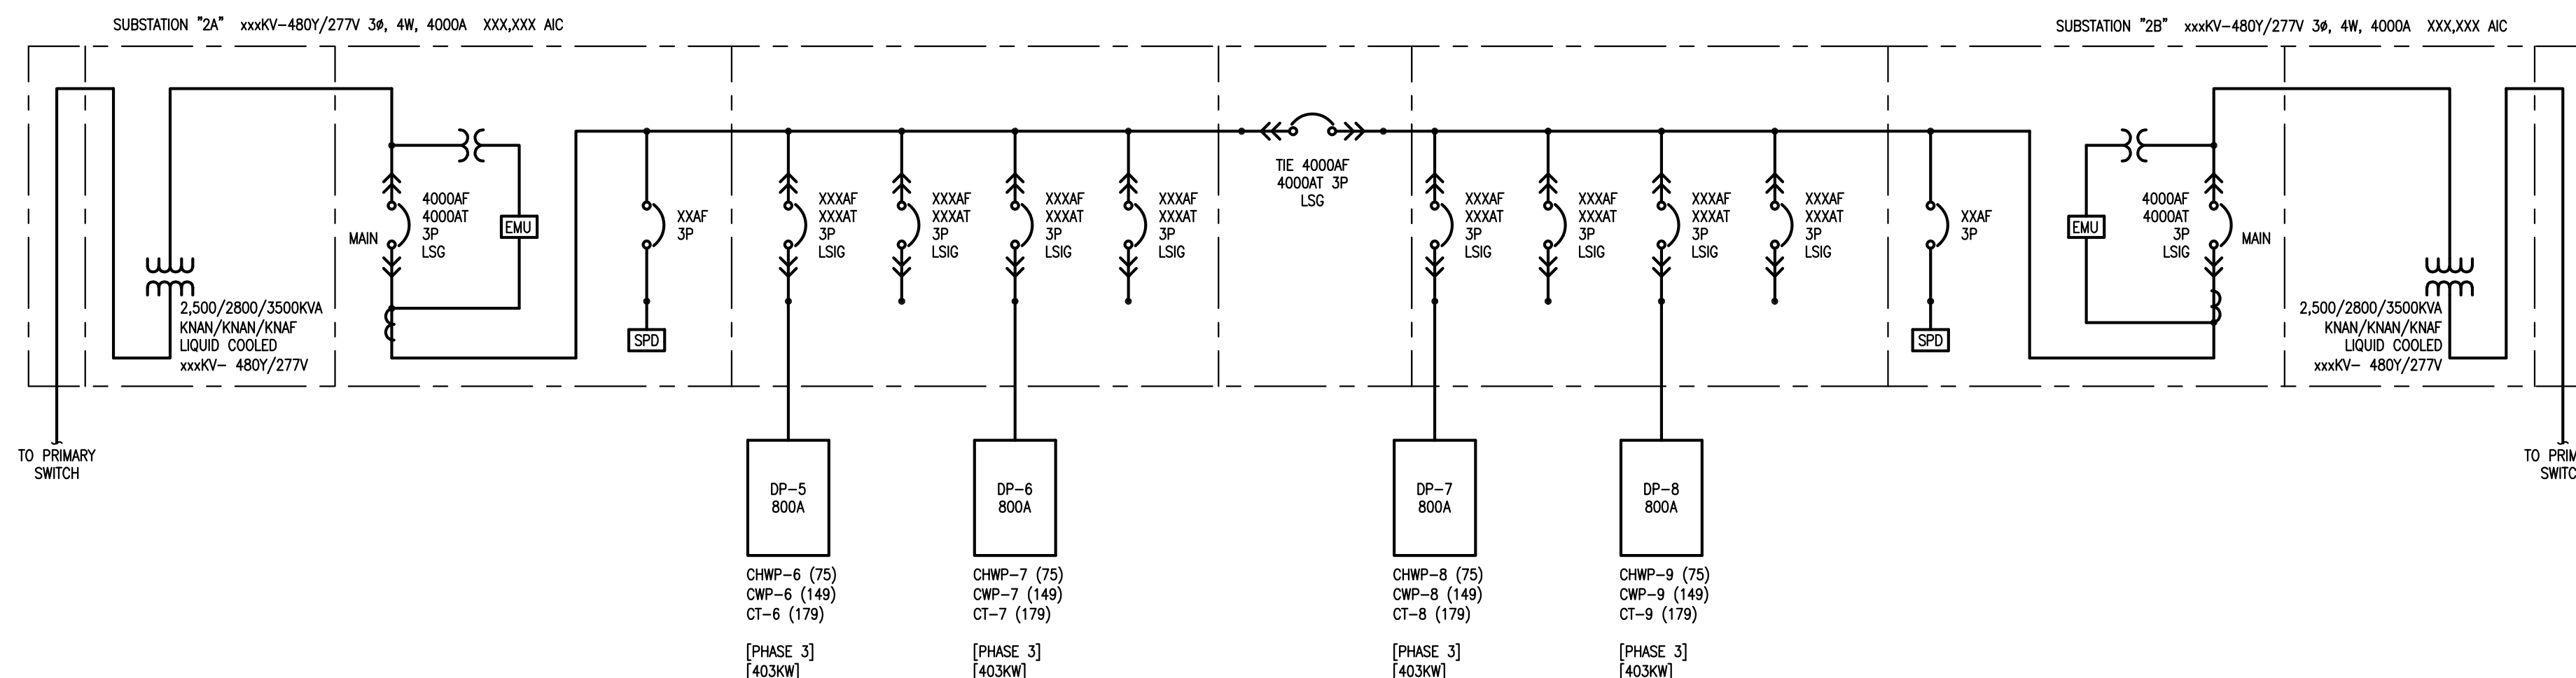 SUBSTATION "2A" xxxKV-480Y/277V 3ø, 4W, 4000A XXX,XXX AIC
SUBSTATION "2B" xxxKV-480Y/277V 3ø, 4W, 4000A XXX,XXX AIC
MAIN
4000AF
4000AT
3P
LSG
EMU
2,500/2800/3500KVA
KNAN/KNAN/KNAF
LIQUID COOLED
xxxKV- 480Y/277V
TO PRIMARY
SWITCH
XXAF
3P
SPD
XXXAF
XXXAT
3P
LSIG
XXXAF
XXXAT
3P
LSIG
XXXAF
XXXAT
3P
LSIG
XXXAF
XXXAT
3P
LSIG
TIE 4000AF
4000AT 3P
LSG
XXXAF
XXXAT
3P
LSIG
XXXAF
XXXAT
3P
LSIG
XXXAF
XXXAT
3P
LSIG
XXXAF
XXXAT
3P
LSIG
XXAF
3P
SPD
EMU
4000AF
4000AT
3P
LSIG
MAIN
2,500/2800/3500KVA
KNAN/KNAN/KNAF
LIQUID COOLED
xxxKV- 480Y/277V
TO PRIM
SWITC
DP-5
800A
CHWP-6 (75)
CWP-6 (149)
CT-6 (179)
[PHASE 3]
[403KW]
DP-6
800A
CHWP-7 (75)
CWP-7 (149)
CT-7 (179)
[PHASE 3]
[403KW]
DP-7
800A
CHWP-8 (75)
CWP-8 (149)
CT-8 (179)
[PHASE 3]
[403KW]
DP-8
800A
CHWP-9 (75)
CWP-9 (149)
CT-9 (179)
[PHASE 3]
[403KW]